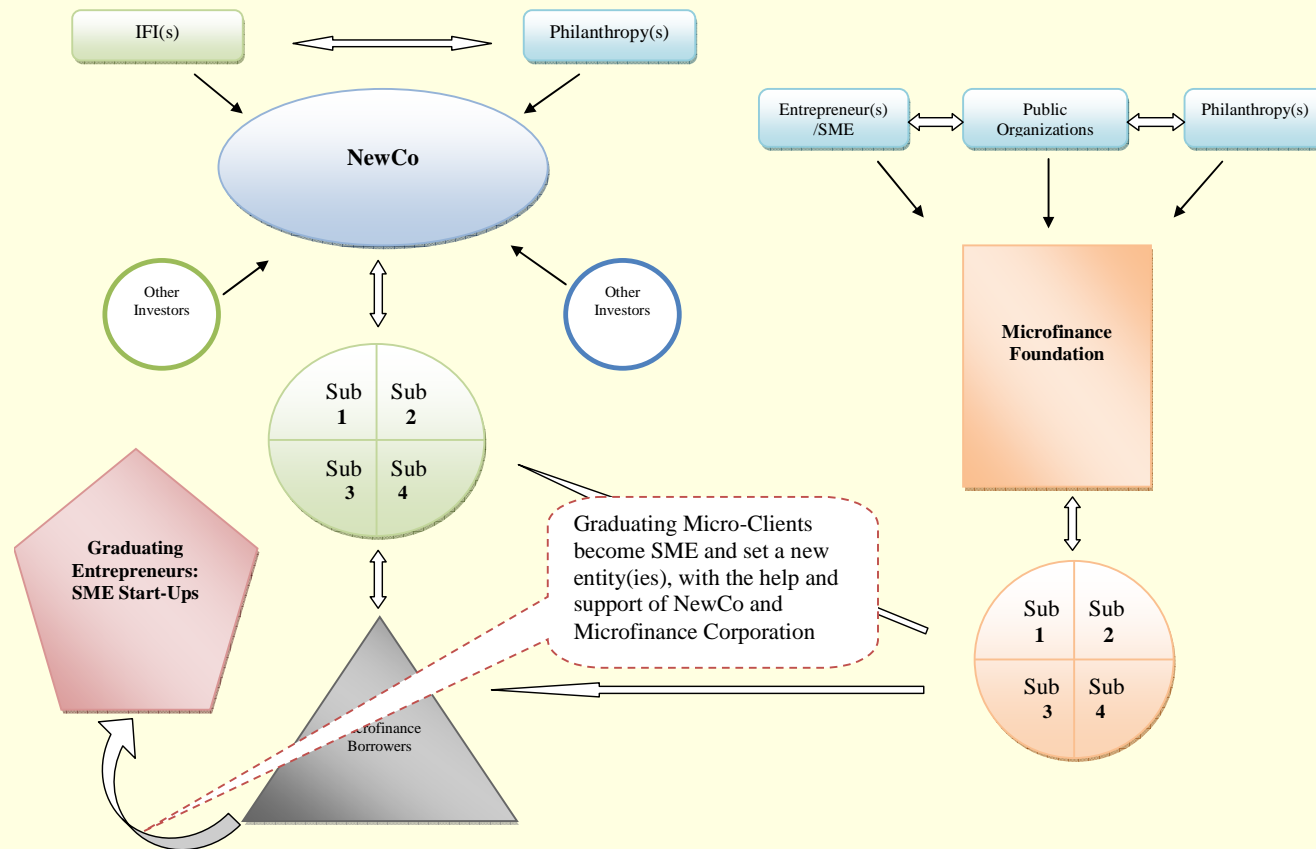 IFI(s)
Philanthropy(s)
NewCo
Other
Investors
Other
Investors
Sub
1
Sub
2
Sub
3
Sub
4
Graduating
Entrepreneurs:
SME Start-Ups
Graduating Micro-Clients
become SME and set a new
entity(ies), with the help and
support of NewCo and
Microfinance Corporation
Borrowers
Entrepreneur(s)
/SME
Public
Organizations
Philanthropy(s)
Microfinance
Foundation
Sub
1
Sub
2
Sub
3
Sub
4